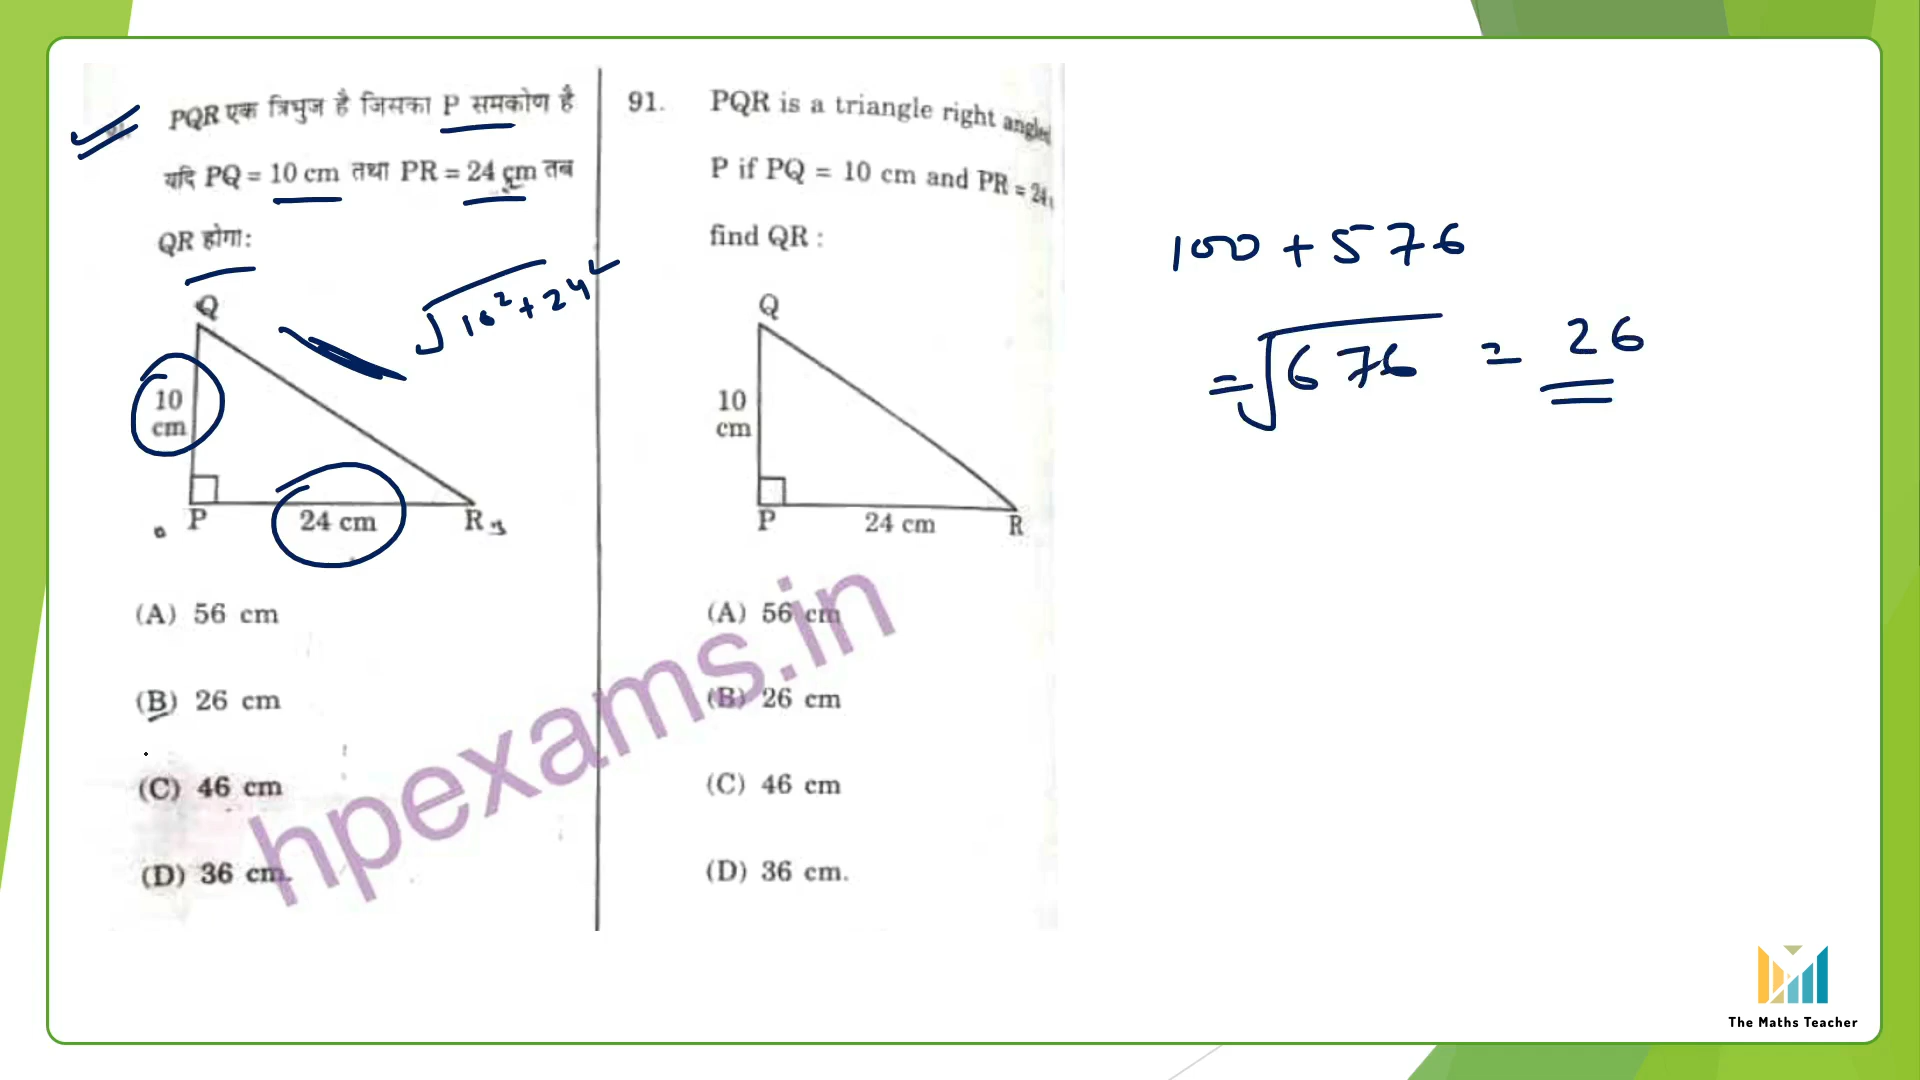 PQR एक त्रिभुज है जिसका P समकोण है
यदि PQ = 10 cm तथा PR = 24 cm तब
QR होगा:
√10²+24²
Q
10
cm
P
24 cm
R
(A) 56 cm
(B) 26 cm
(C) 46 cm
(D) 36 cm.
91. PQR is a triangle right angled
P if PQ = 10 cm and PR = 24
find QR :
Q
10
cm
P
24 cm
R
(A) 56 cm
(B) 26 cm
(C) 46 cm
(D) 36 cm.
hpexams.in
100 + 576
= √676 = 26
The Maths Teacher